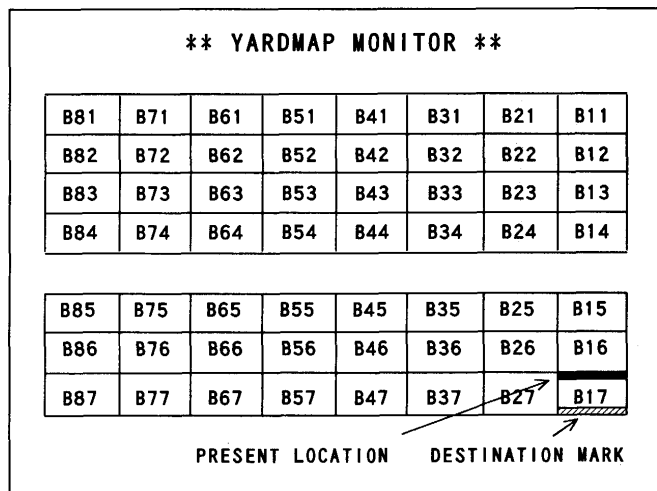 ** YARDMAP MONITOR **
B81 B71 B61 B51 B41 B31 B21 B11
B82 B72 B62 B52 B42 B32 B22 B12
B83 B73 B63 B53 B43 B33 B23 B13
B84 B74 B64 B54 B44 B34 B24 B14
B85 B75 B65 B55 B45 B35 B25 B15
B86 B76 B66 B56 B46 B36 B26 B16
B87 B77 B67 B57 B47 B37 B27 B17
PRESENT LOCATION DESTINATION MARK